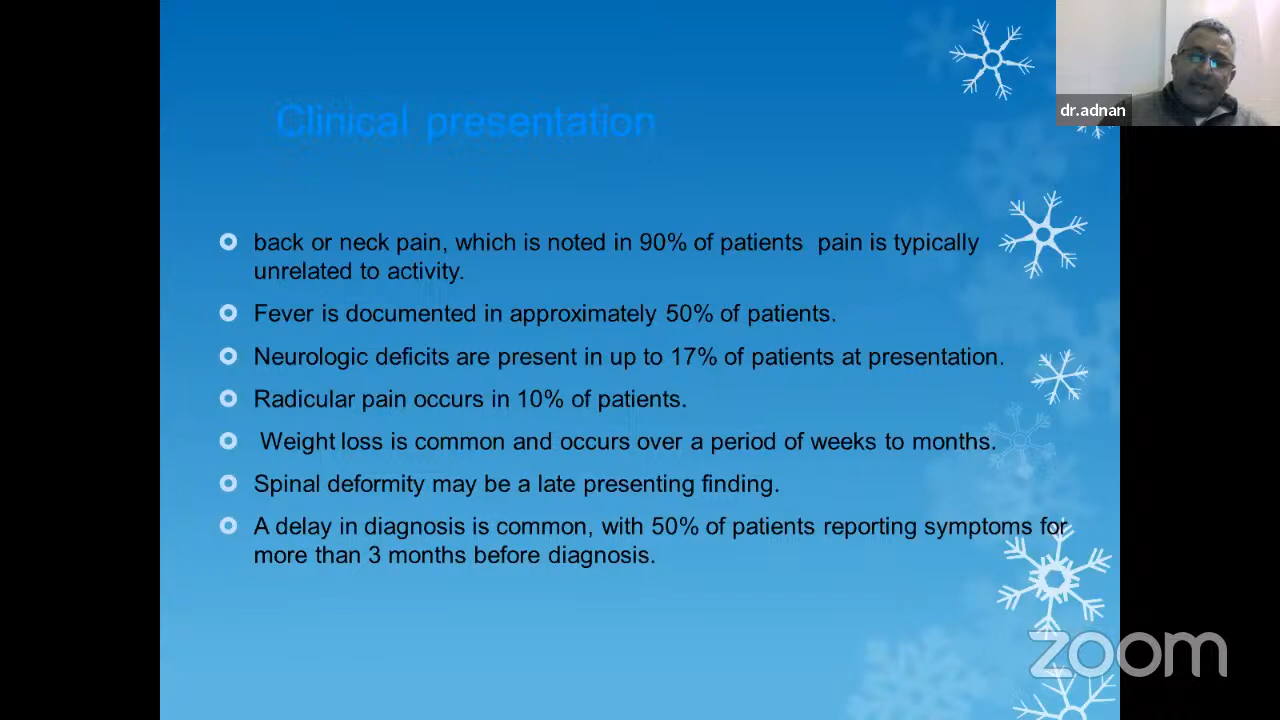 Clinical presentation
dr.adnan
back or neck pain, which is noted in 90% of patients  pain is typically
unrelated to activity.
Fever is documented in approximately 50% of patients.
Neurologic deficits are present in up to 17% of patients at presentation.
Radicular pain occurs in 10% of patients.
Weight loss is common and occurs over a period of weeks to months.
Spinal deformity may be a late presenting finding.
A delay in diagnosis is common, with 50% of patients reporting symptoms for
more than 3 months before diagnosis.
zoom